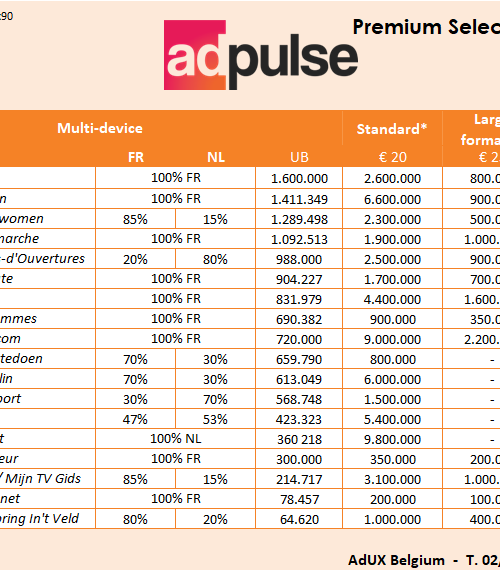 :90
Premium Selec
adpulse
Multi-device Standard* Larg
forma
FR NL UB € 20 € 2
100% FR 1.600.000 2.600.000 800.0
n 100% FR 1.411.349 6.600.000 900.0
women 85% 15% 1.289.498 2.300.000 500.0
marche 100% FR 1.092.513 1.900.000 1.000.
-d'Ouvertures 20% 80% 988.000 2.500.000 900.0
te 100% FR 904.227 1.700.000 700.0
100% FR 831.979 4.400.000 1.600.
mmes 100% FR 690.382 900.000 350.0
com 100% FR 720.000 9.000.000 2.200.
tedoen 70% 30% 659.790 800.000 -
lin 70% 30% 613.049 6.000.000 -
port 30% 70% 568.748 1.500.000 -
47% 53% 423.323 5.400.000 -
t 100% NL 360 218 9.800.000 -
eur 100% FR 300.000 350.000 200.0
/ Mijn TV Gids 85% 15% 214.717 3.100.000 1.000.
net 100% FR 78.457 200.000 100.0
oring In't Veld 80% 20% 64.620 1.000.000 400.0
AdUX Belgium - T. 02,